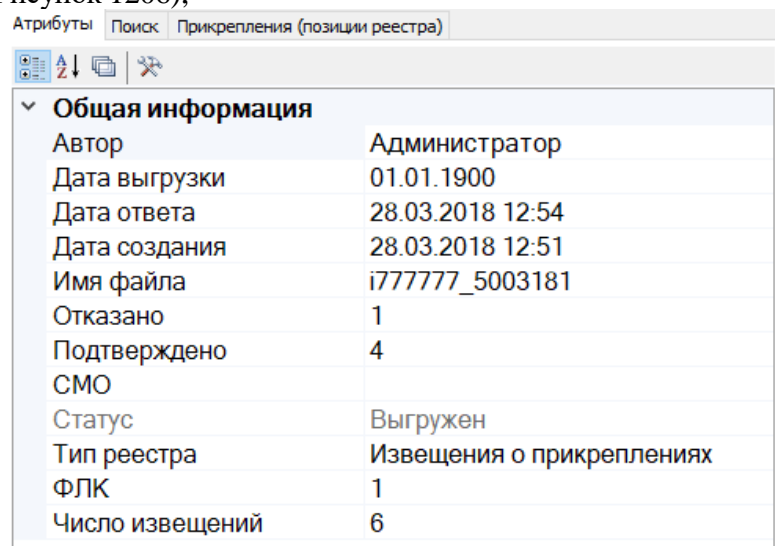 Атрибуты Поиск Прикрепления (позиции реестра)
Общая информация
Автор Администратор
Дата выгрузки 01.01.1900
Дата ответа 28.03.2018 12:54
Дата создания 28.03.2018 12:51
Имя файла i777777_5003181
Отказано 1
Подтверждено 4
СМО
Статус Выгружен
Тип реестра Извещения о прикреплениях
ФЛК 1
Число извещений 6